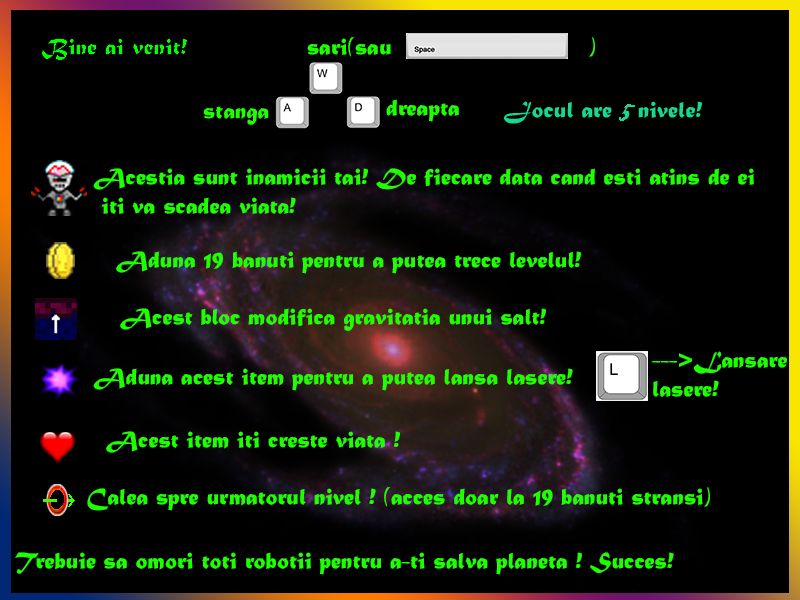 Bine ai venit!
sari(sau Space )
W
stanga A D dreapta
Jocul are 5 nivele!
Acestia sunt inamicii tai! De fiecare data cand esti atins de ei
iti va scadea viata!
Aduna 19 banuti pentru a putea trece levelul!
Acest bloc modifica gravitatia unui salt!
Aduna acest item pentru a putea lansa lasere!
L --->Lansare
lasere!
Acest item iti creste viata !
Calea spre urmatorul nivel ! (acces doar la 19 banuti stransi)
Trebuie sa omori toti robotii pentru a-ti salva planeta ! Succes!